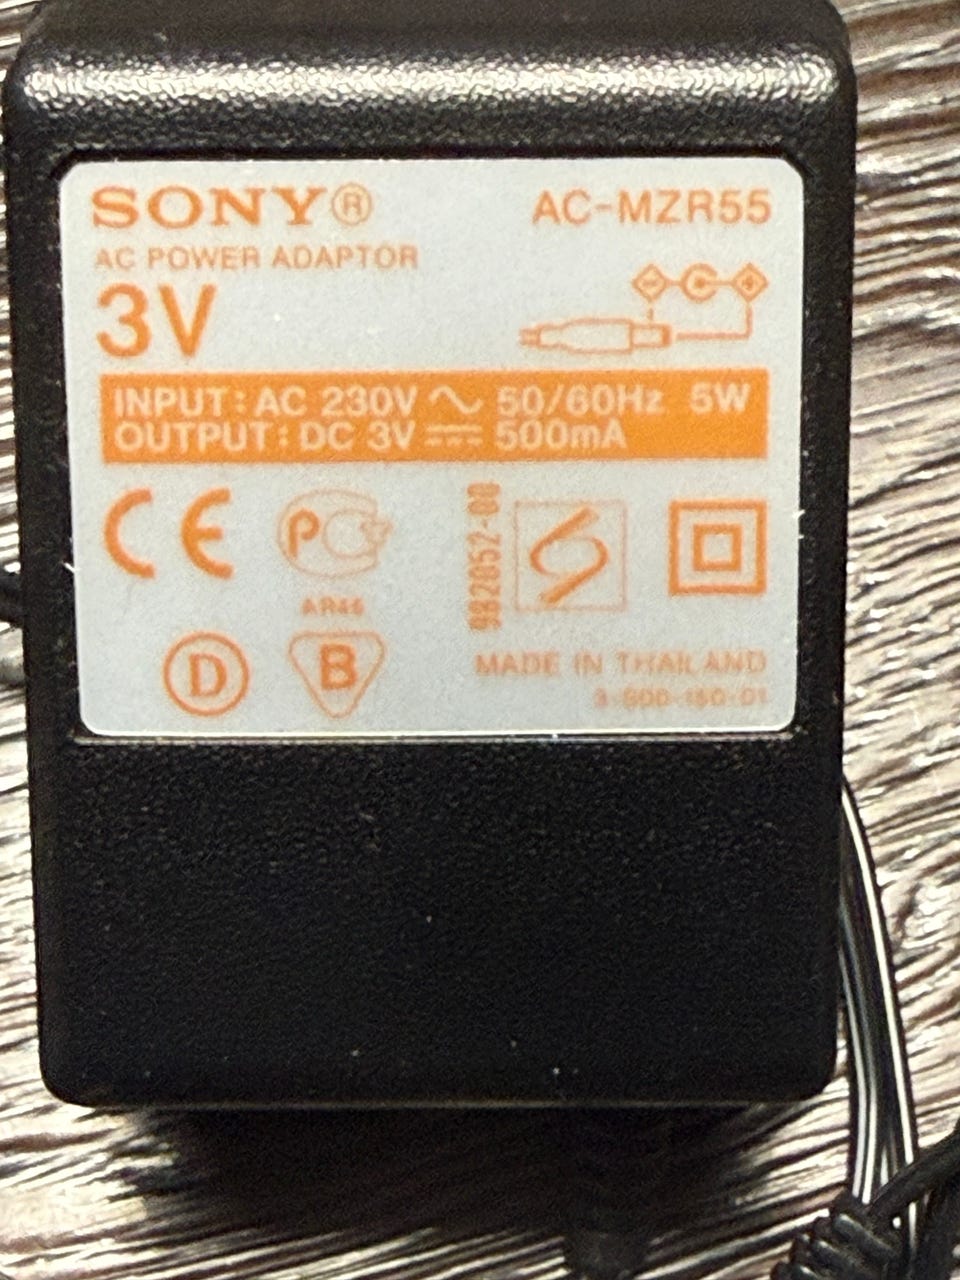 SONY®
AC-MZR55
AC POWER ADAPTOR
3V
INPUT: AC 230V ~ 50/60Hz 5W
OUTPUT: DC 3V ⎓ 500mA
CE
PC
AR46
S
D
B
MADE IN THAILAND